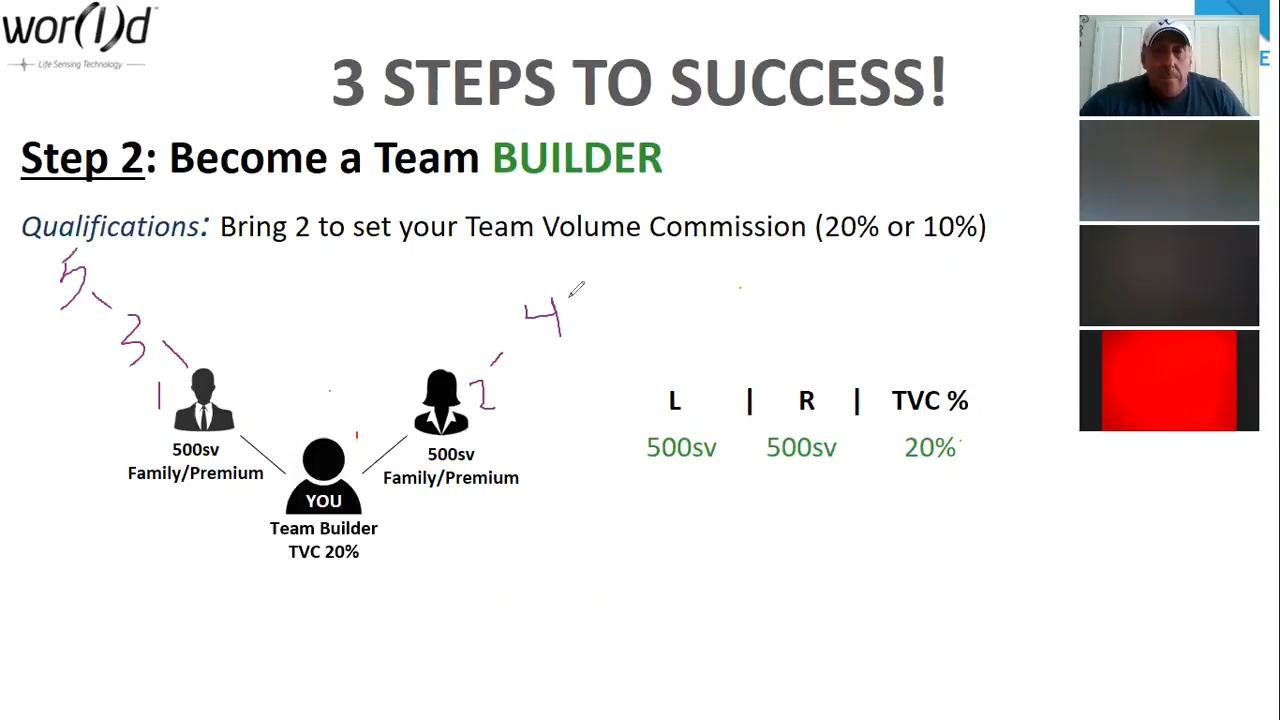 wor(l)d
Life Sensing Technology
3 STEPS TO SUCCESS!
E
Step 2: Become a Team BUILDER
Qualifications: Bring 2 to set your Team Volume Commission (20% or 10%)
5
3
4
1
2
500sv
Family/Premium
500sv
Family/Premium
YOU
Team Builder
TVC 20%
L | R | TVC %
500sv 500sv 20%